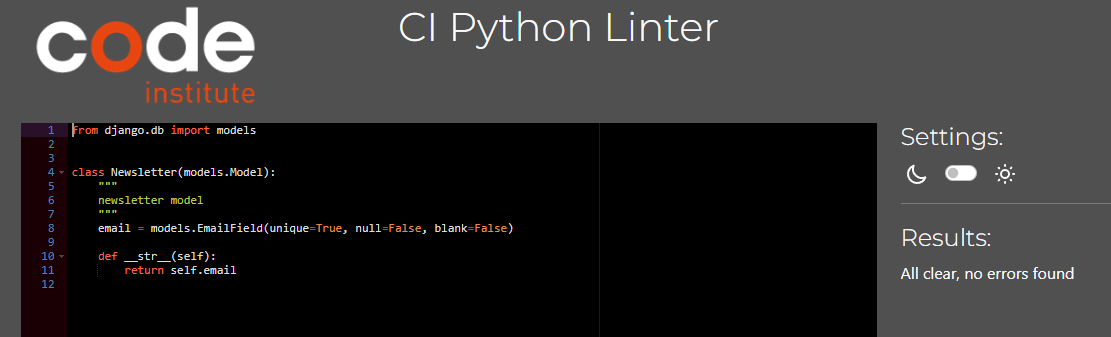 code
institute
CI Python Linter
1 from django.db import models
2
3
4 class Newsletter(models.Model):
5     """
6     newsletter model
7     """
8     email = models.EmailField(unique=True, null=False, blank=False)
9
10     def __str__(self):
11         return self.email
12
Settings:
Results:
All clear, no errors found